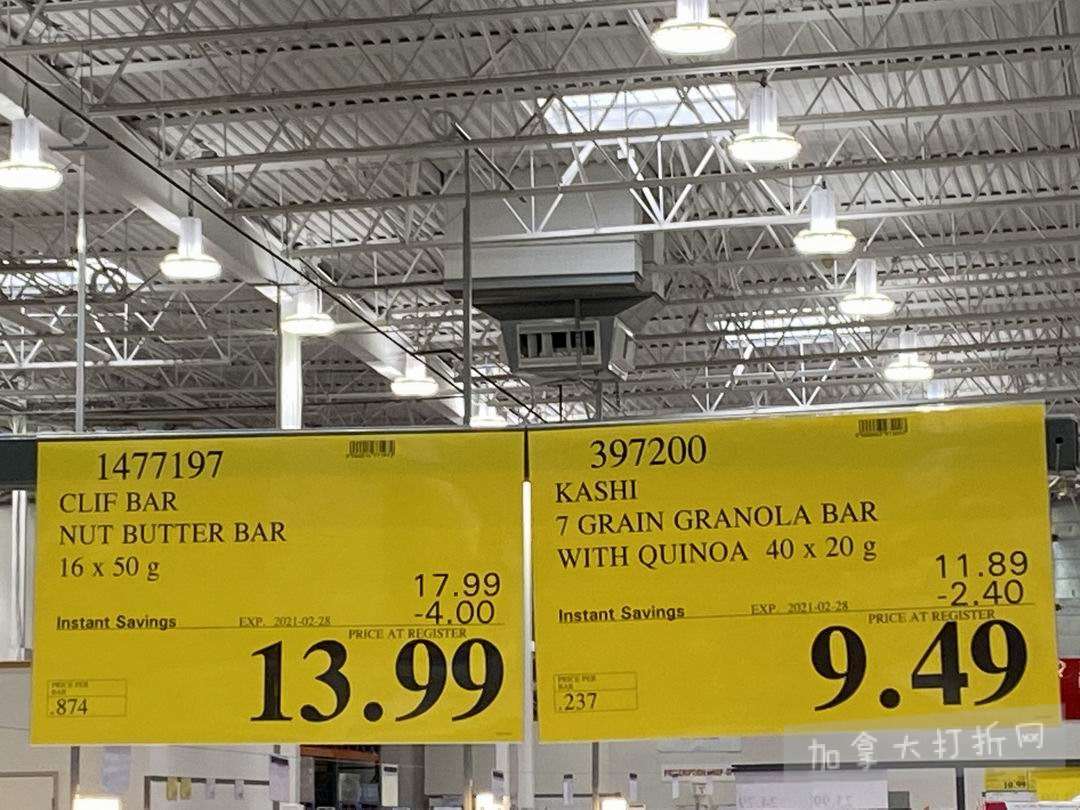 1477197
CLIF BAR
NUT BUTTER BAR
16 x 50 g
17.99
-4.00
Instant Savings
EXP. 2021-02-28
PRICE AT REGISTER
13.99
PRICE PER
BAR
.874
397200
KASHI
7 GRAIN GRANOLA BAR
WITH QUINOA 40 x 20 g
11.89
-2.40
Instant Savings
EXP. 2021-02-28
PRICE AT REGISTER
9.49
PRICE PER
BAR
.237
加拿大打折网